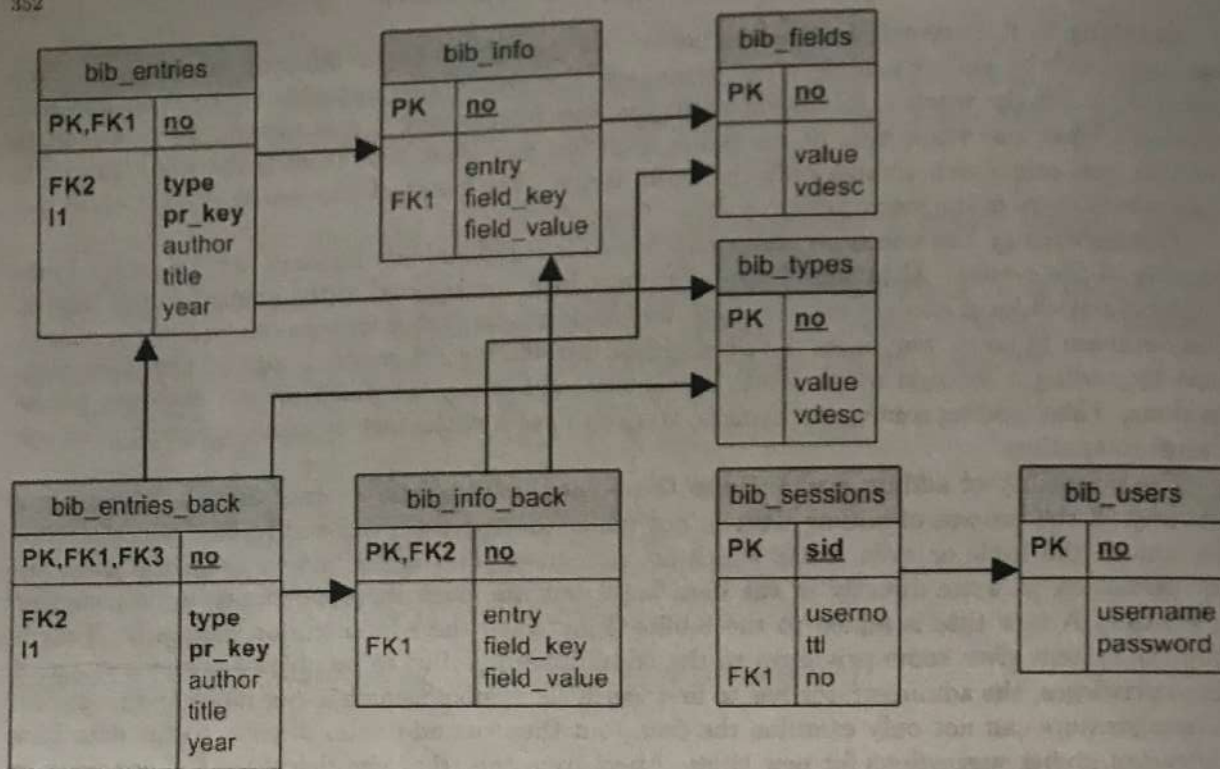 352
bib_entries
PK,FK1 no
FK2 type
I1 pr_key
author
title
year
bib_info
PK no
entry
FK1 field_key
field_value
bib_fields
PK no
value
vdesc
bib_types
PK no
value
vdesc
bib_entries_back
PK,FK1,FK3 no
FK2 type
I1 pr_key
author
title
year
bib_info_back
PK,FK2 no
entry
FK1 field_key
field_value
bib_sessions
PK sid
userno
ttl
FK1 no
bib_users
PK no
username
password